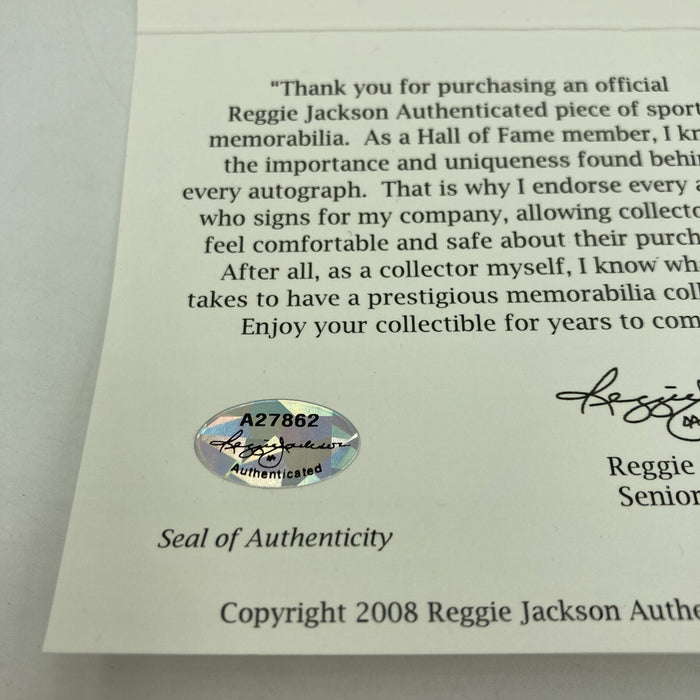 “Thank you for purchasing an official
Reggie Jackson Authenticated piece of sport
memorabilia. As a Hall of Fame member, I kn
the importance and uniqueness found behi
every autograph. That is why I endorse every a
who signs for my company, allowing collecto
feel comfortable and safe about their purch
After all, as a collector myself, I know wh
takes to have a prestigious memorabilia coll
Enjoy your collectible for years to com
A27862
Reggie Jackson
Authenticated
Reggie
Reggie
Senior
Seal of Authenticity
Copyright 2008 Reggie Jackson Authe